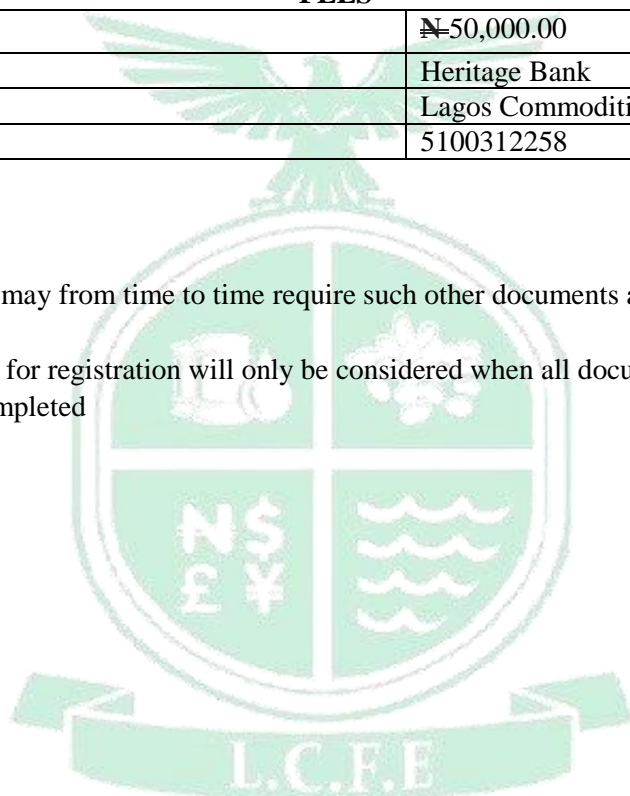 ₦ 50,000.00
Heritage Bank
Lagos Commoditi
5100312258
may from time to time require such other documents a
for registration will only be considered when all docu
mpleted
N$
£ ¥
L.C.F.E